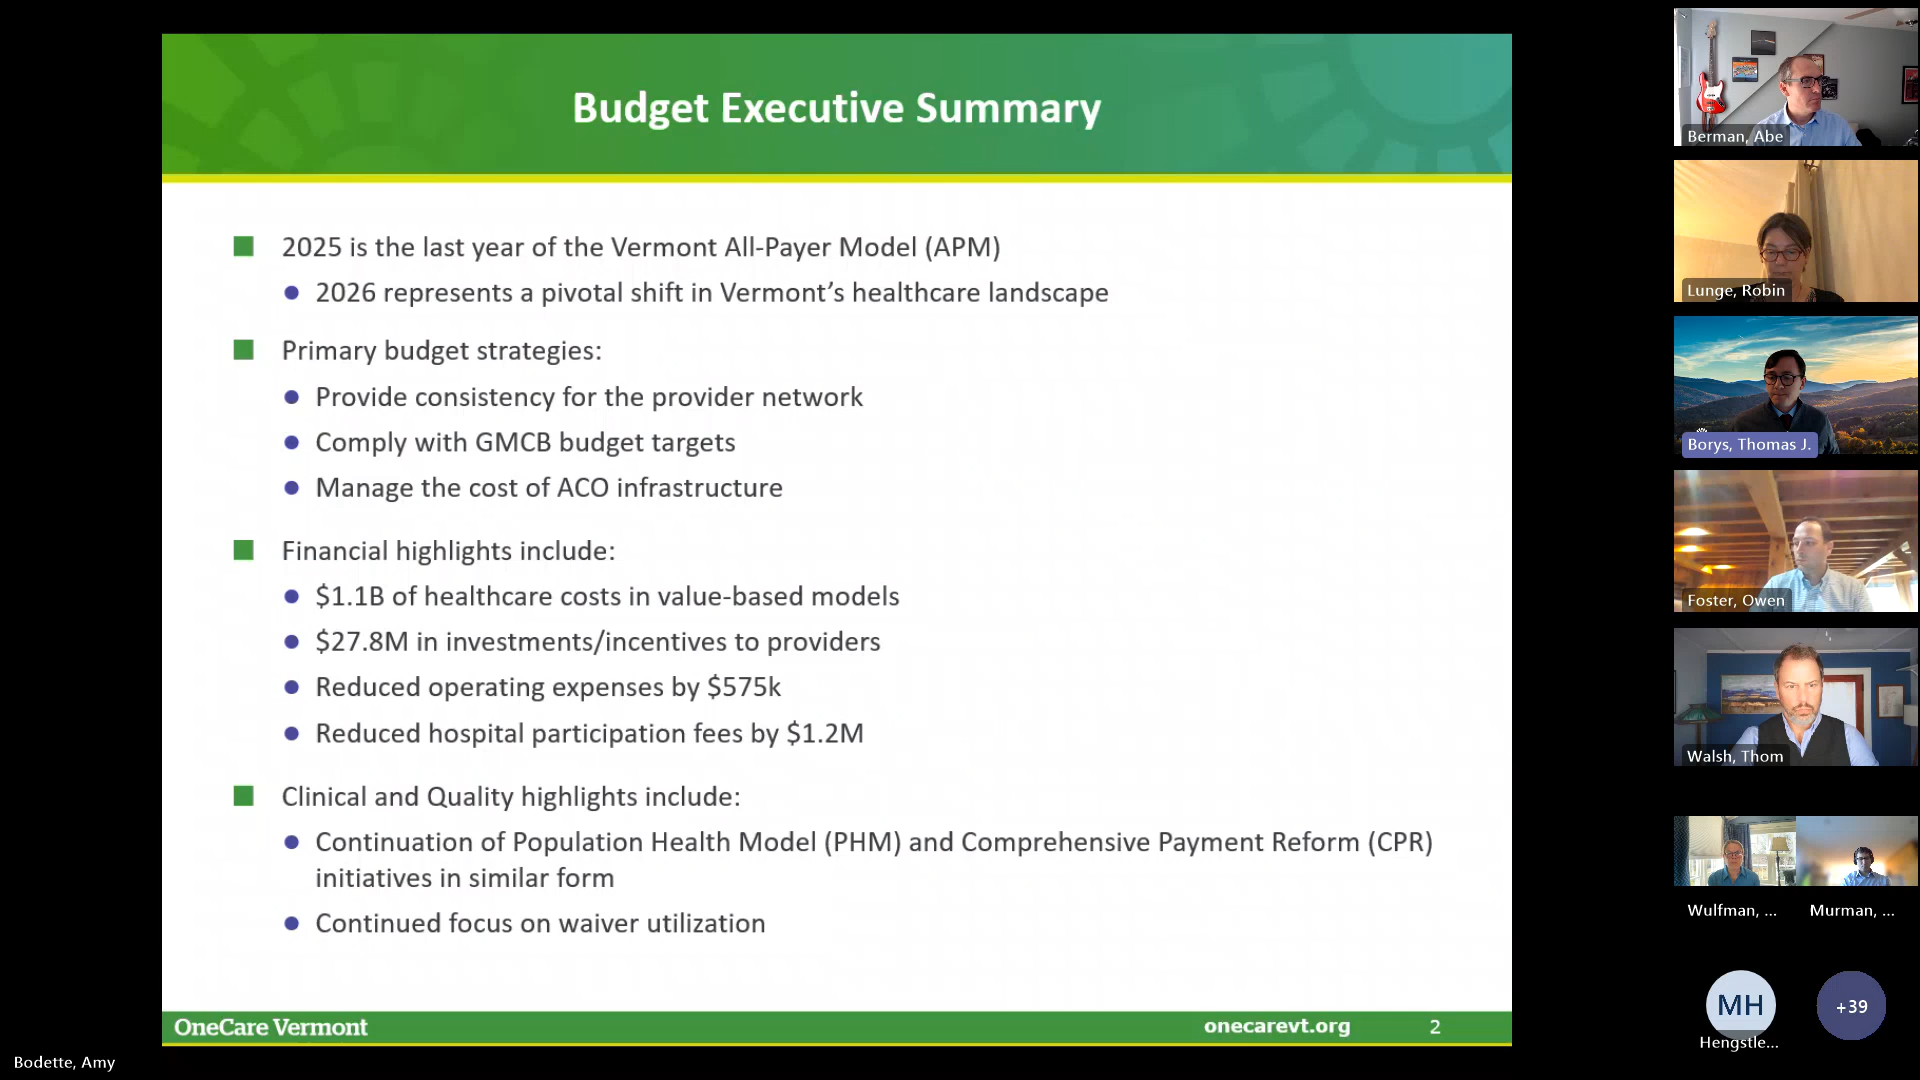 Budget Executive Summary
2025 is the last year of the Vermont All-Payer Model (APM)
2026 represents a pivotal shift in Vermont’s healthcare landscape
Primary budget strategies:
Provide consistency for the provider network
Comply with GMCB budget targets
Manage the cost of ACO infrastructure
Financial highlights include:
$1.1B of healthcare costs in value-based models
$27.8M in investments/incentives to providers
Reduced operating expenses by $575k
Reduced hospital participation fees by $1.2M
Clinical and Quality highlights include:
Continuation of Population Health Model (PHM) and Comprehensive Payment Reform (CPR)
initiatives in similar form
Continued focus on waiver utilization
OneCare Vermont
onecarevt.org 2
Bodette, Amy
Berman, Abe
Lunge, Robin
Borys, Thomas J.
Foster, Owen
Walsh, Thom
Wulfman, ... Murman, ...
MH +39
Hengstle...